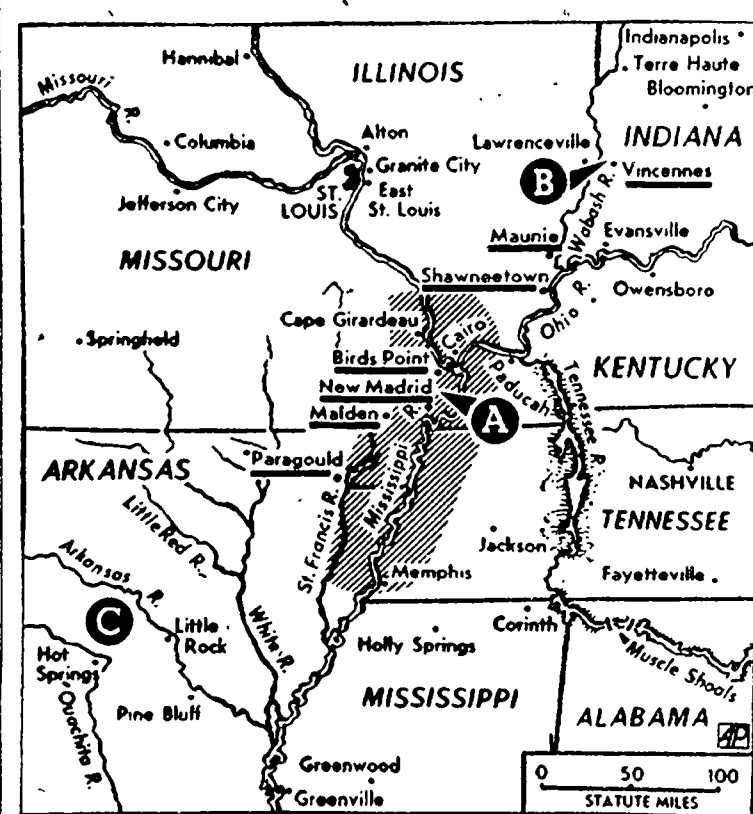 Indianapolis
Hannibal
ILLINOIS
Terre Haute
Missouri
R.
Bloomington
Alton
Lawrenceville
INDIANA
Columbia
Granite City
B
Vincennes
ST. LOUIS
East St. Louis
Jefferson City
Wabash R.
Maunie
Evansville
MISSOURI
Shawneetown
Owensboro
Ohio R.
Cape Girardeau
Cairo
Springfield
Birds Point
Paducah
KENTUCKY
New Madrid
R.
A
Malden
Tennessee R.
Paragould
ARKANSAS
Mississippi
NASHVILLE
Little Red R.
St. Francis R.
TENNESSEE
Jackson
Arkansas R.
Memphis
Fayetteville
C
Little Rock
White R.
Corinth
Holly Springs
Hot Springs
Muscle Shoals
Ouachita R.
Pine Bluff
MISSISSIPPI
ALABAMA
AP
Greenwood
Greenville
0 50 100
STATUTE MILES